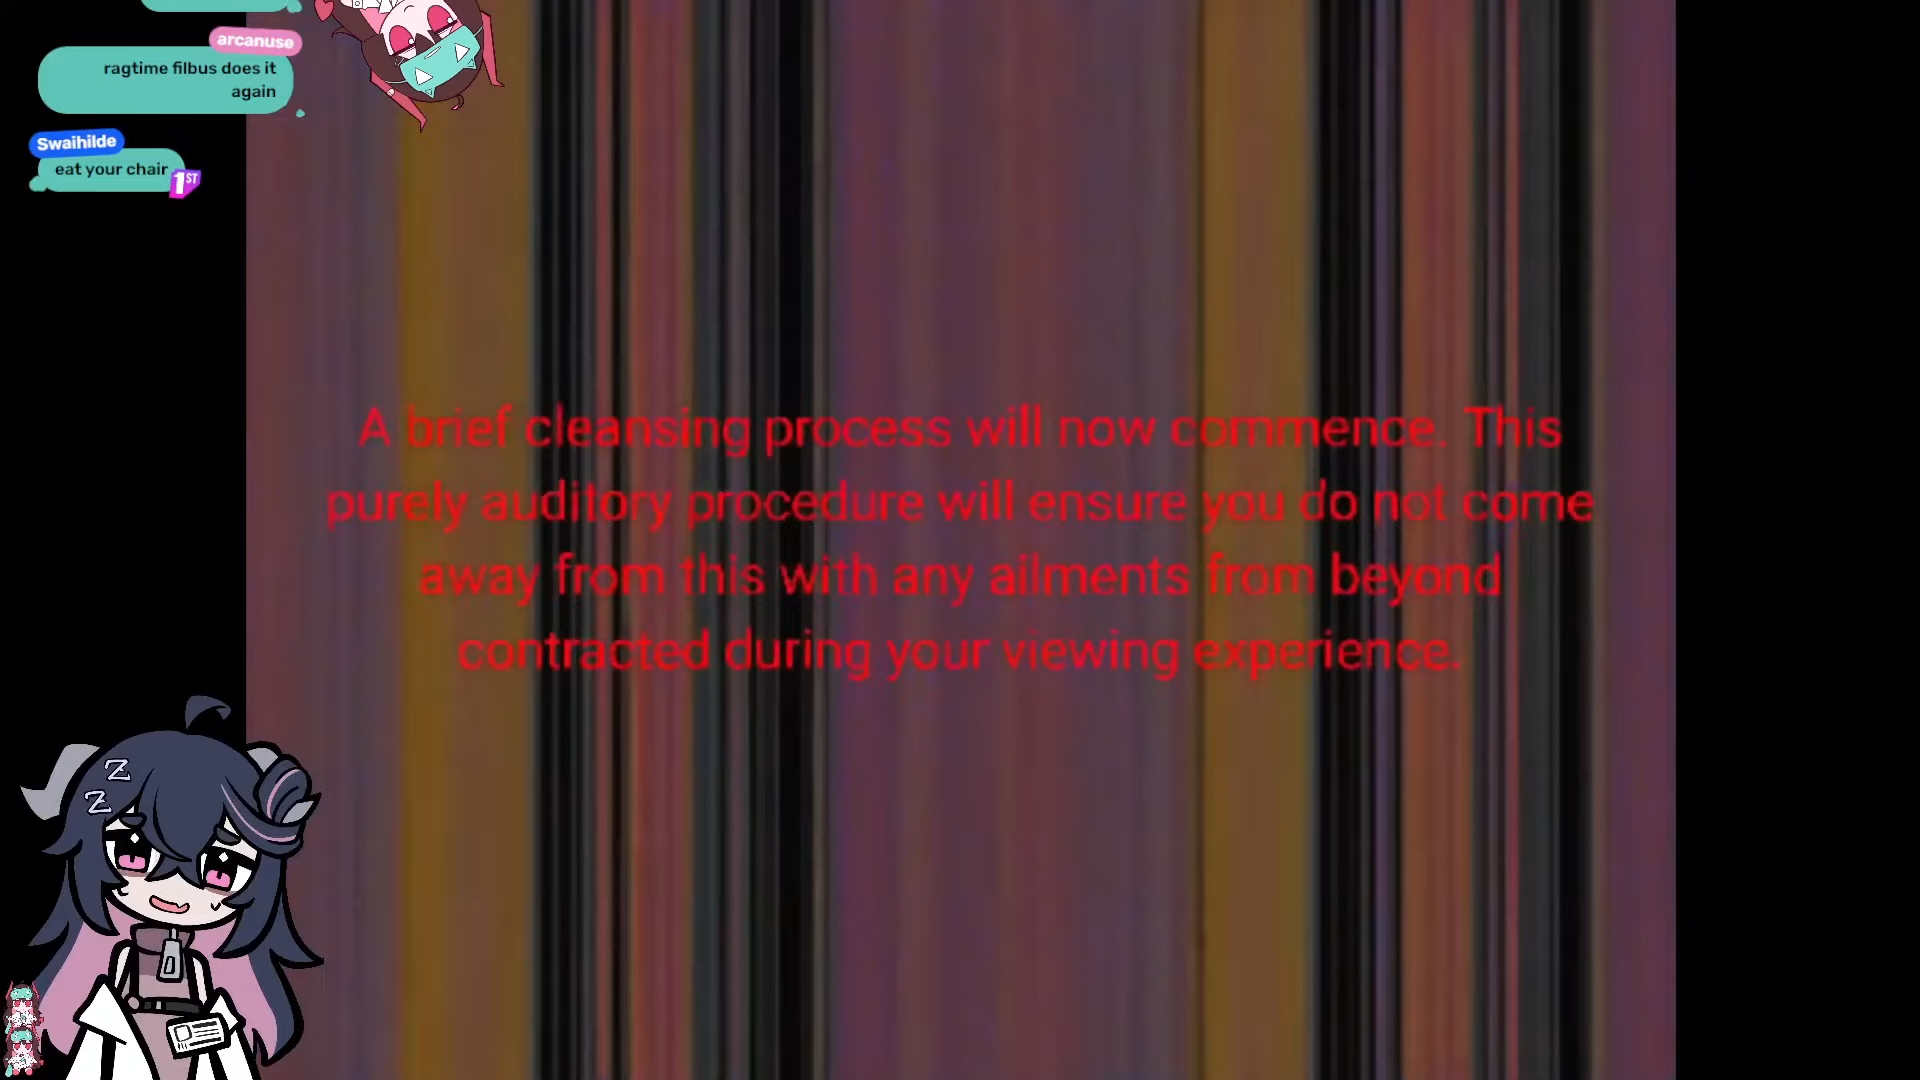 arcanuse
ragtime filbus does it
again
Swaihilde
eat your chair
1ST
A brief cleansing process will now commence. This
purely auditory procedure will ensure you do not come
away from this with any ailments from beyond
contracted during your viewing experience.
Z
Z